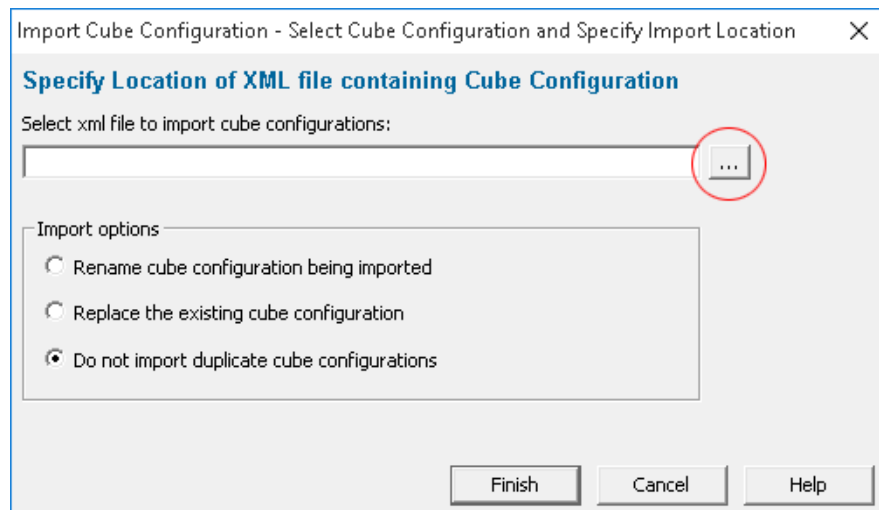 Import Cube Configuration - Select Cube Configuration and Specify Import Location
Specify Location of XML file containing Cube Configuration
Select xml file to import cube configurations:
...
Import options
Rename cube configuration being imported
Replace the existing cube configuration
Do not import duplicate cube configurations
Finish Cancel Help